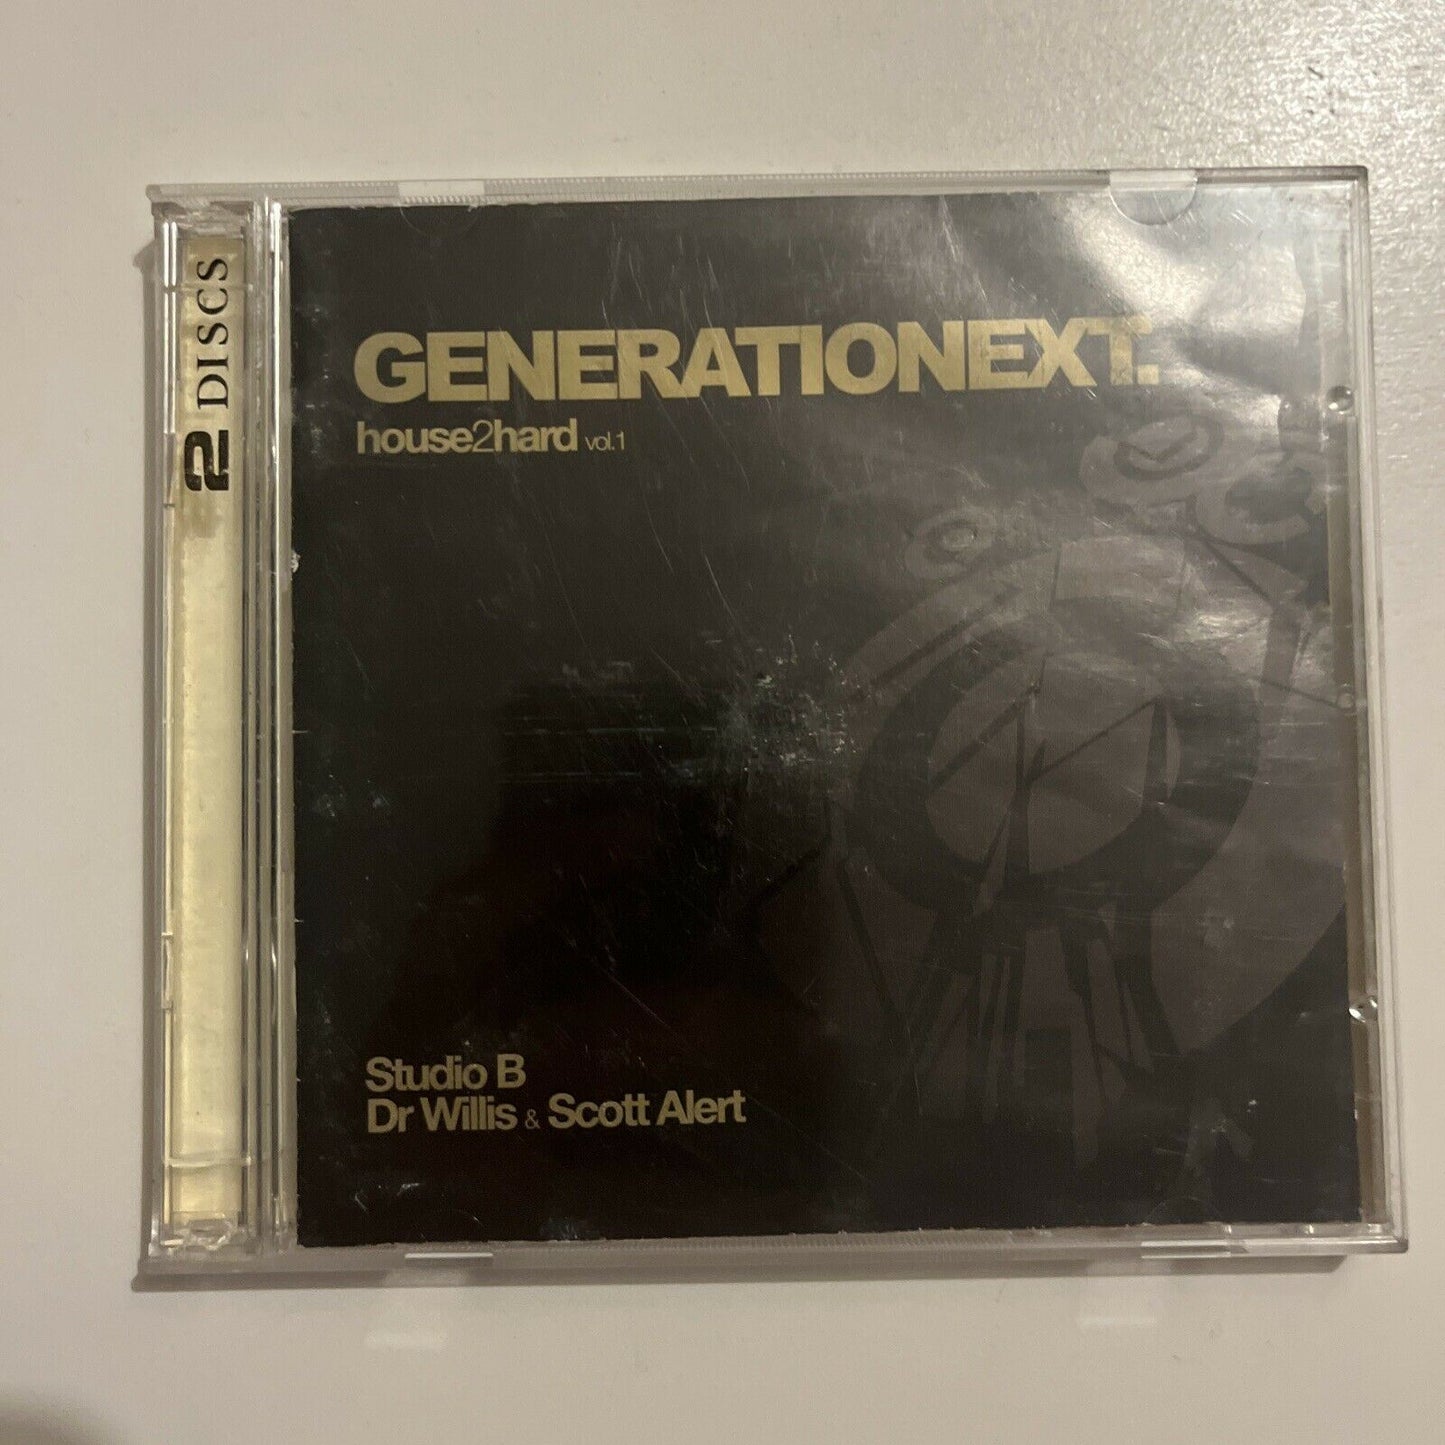 2 DISCS
GENERATIONEXT.
house2hard vol.1
Studio B
Dr Willis & Scott Alert